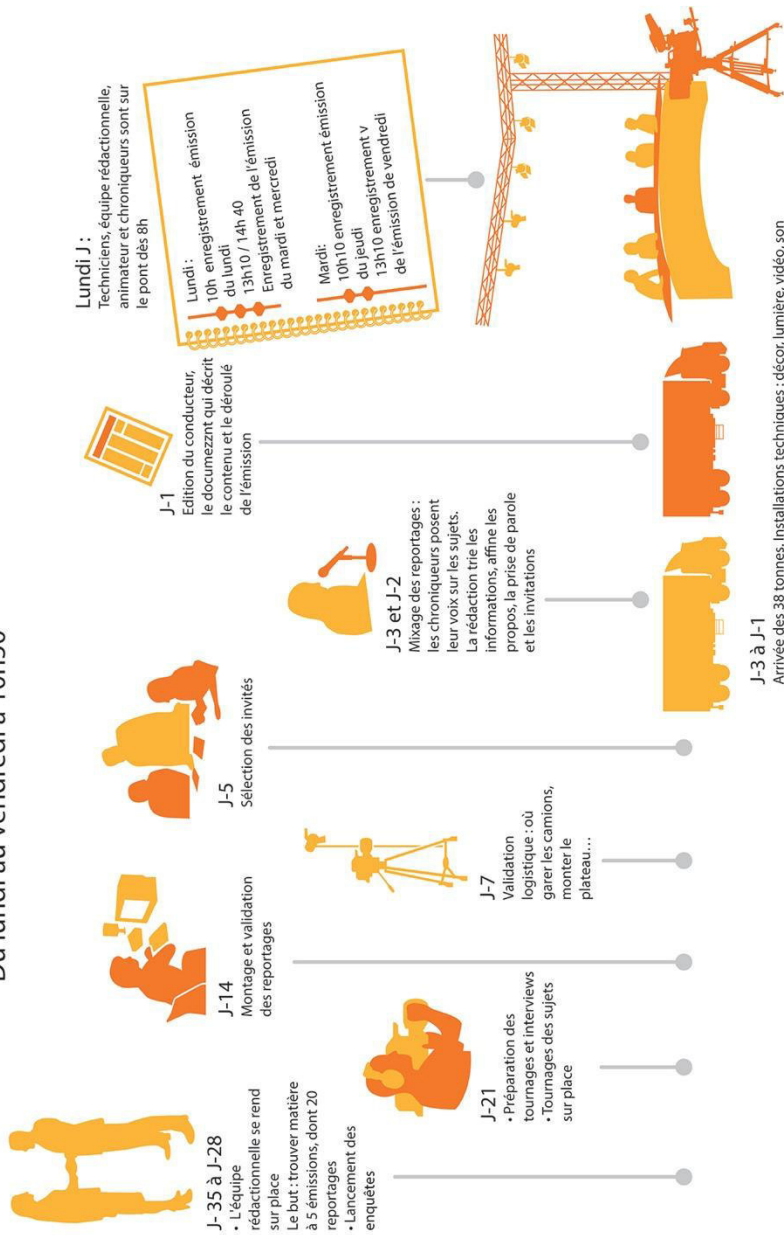 Du lundi au vendredi à 10h50
J- 35 à J-28
• L'équipe
rédactionnelle se rend
sur place
Le but : trouver matière
à 5 émissions, dont 20
reportages
• Lancement des
enquêtes
J-21
• Préparation des
tournages et interviews
• Tournages des sujets
sur place
J-14
Montage et validation
des reportages
J-7
Validation
logistique : où
garer les camions,
monter le
plateau…
J-5
Sélection des invités
J-3 et J-2
Mixage des reportages :
les chroniqueurs posent
leur voix sur les sujets.
La rédaction trie les
informations, affine les
propos, la prise de parole
et les invitations
J-3 à J-1
Arrivée des 38 tonnes. Installations techniques : décor, lumière, vidéo, son
J-1
Edition du conducteur,
le documezznt qui décrit
le contenu et le déroulé
de l'émission
Lundi J :
Techniciens, équipe rédactionnelle,
animateur et chroniqueurs sont sur
le pont dès 8h
Lundi :
10h enregistrement émission
du lundi
13h10 / 14h 40
Enregistrement de l'émission
du mardi et mercredi
Mardi:
10h10 enregistrement émission
du jeudi
13h10 enregistrement v
de l'émission de vendredi